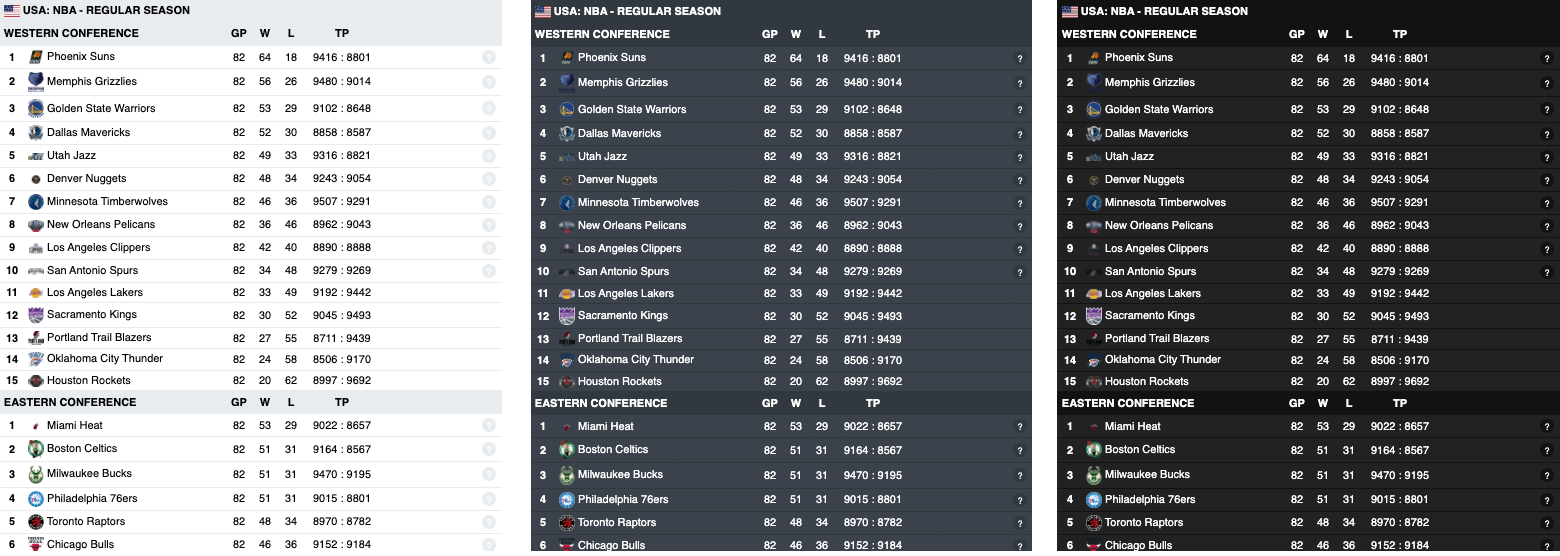 USA: NBA - REGULAR SEASON
WESTERN CONFERENCE GP W L TP
1 Phoenix Suns 82 64 18 9416 : 8801 ?
2 Memphis Grizzlies 82 56 26 9480 : 9014 ?
3 Golden State Warriors 82 53 29 9102 : 8648 ?
4 Dallas Mavericks 82 52 30 8858 : 8587 ?
5 Utah Jazz 82 49 33 9316 : 8821 ?
6 Denver Nuggets 82 48 34 9243 : 9054 ?
7 Minnesota Timberwolves 82 46 36 9507 : 9291 ?
8 New Orleans Pelicans 82 36 46 8962 : 9043 ?
9 Los Angeles Clippers 82 42 40 8890 : 8888 ?
10 San Antonio Spurs 82 34 48 9279 : 9269 ?
11 Los Angeles Lakers 82 33 49 9192 : 9442
12 Sacramento Kings 82 30 52 9045 : 9493
13 Portland Trail Blazers 82 27 55 8711 : 9439
14 Oklahoma City Thunder 82 24 58 8506 : 9170
15 Houston Rockets 82 20 62 8997 : 9692
EASTERN CONFERENCE GP W L TP
1 Miami Heat 82 53 29 9022 : 8657 ?
2 Boston Celtics 82 51 31 9164 : 8567 ?
3 Milwaukee Bucks 82 51 31 9470 : 9195 ?
4 Philadelphia 76ers 82 51 31 9015 : 8801 ?
5 Toronto Raptors 82 48 34 8970 : 8782 ?
6 Chicago Bulls 82 46 36 9152 : 9184 ?
USA: NBA - REGULAR SEASON
WESTERN CONFERENCE GP W L TP
1 Phoenix Suns 82 64 18 9416 : 8801 ?
2 Memphis Grizzlies 82 56 26 9480 : 9014 ?
3 Golden State Warriors 82 53 29 9102 : 8648 ?
4 Dallas Mavericks 82 52 30 8858 : 8587 ?
5 Utah Jazz 82 49 33 9316 : 8821 ?
6 Denver Nuggets 82 48 34 9243 : 9054 ?
7 Minnesota Timberwolves 82 46 36 9507 : 9291 ?
8 New Orleans Pelicans 82 36 46 8962 : 9043 ?
9 Los Angeles Clippers 82 42 40 8890 : 8888 ?
10 San Antonio Spurs 82 34 48 9279 : 9269 ?
11 Los Angeles Lakers 82 33 49 9192 : 9442
12 Sacramento Kings 82 30 52 9045 : 9493
13 Portland Trail Blazers 82 27 55 8711 : 9439
14 Oklahoma City Thunder 82 24 58 8506 : 9170
15 Houston Rockets 82 20 62 8997 : 9692
EASTERN CONFERENCE GP W L TP
1 Miami Heat 82 53 29 9022 : 8657 ?
2 Boston Celtics 82 51 31 9164 : 8567 ?
3 Milwaukee Bucks 82 51 31 9470 : 9195 ?
4 Philadelphia 76ers 82 51 31 9015 : 8801 ?
5 Toronto Raptors 82 48 34 8970 : 8782 ?
6 Chicago Bulls 82 46 36 9152 : 9184 ?
USA: NBA - REGULAR SEASON
WESTERN CONFERENCE GP W L TP
1 Phoenix Suns 82 64 18 9416 : 8801 ?
2 Memphis Grizzlies 82 56 26 9480 : 9014 ?
3 Golden State Warriors 82 53 29 9102 : 8648 ?
4 Dallas Mavericks 82 52 30 8858 : 8587 ?
5 Utah Jazz 82 49 33 9316 : 8821 ?
6 Denver Nuggets 82 48 34 9243 : 9054 ?
7 Minnesota Timberwolves 82 46 36 9507 : 9291 ?
8 New Orleans Pelicans 82 36 46 8962 : 9043 ?
9 Los Angeles Clippers 82 42 40 8890 : 8888 ?
10 San Antonio Spurs 82 34 48 9279 : 9269 ?
11 Los Angeles Lakers 82 33 49 9192 : 9442
12 Sacramento Kings 82 30 52 9045 : 9493
13 Portland Trail Blazers 82 27 55 8711 : 9439
14 Oklahoma City Thunder 82 24 58 8506 : 9170
15 Houston Rockets 82 20 62 8997 : 9692
EASTERN CONFERENCE GP W L TP
1 Miami Heat 82 53 29 9022 : 8657 ?
2 Boston Celtics 82 51 31 9164 : 8567 ?
3 Milwaukee Bucks 82 51 31 9470 : 9195 ?
4 Philadelphia 76ers 82 51 31 9015 : 8801 ?
5 Toronto Raptors 82 48 34 8970 : 8782 ?
6 Chicago Bulls 82 46 36 9152 : 9184 ?